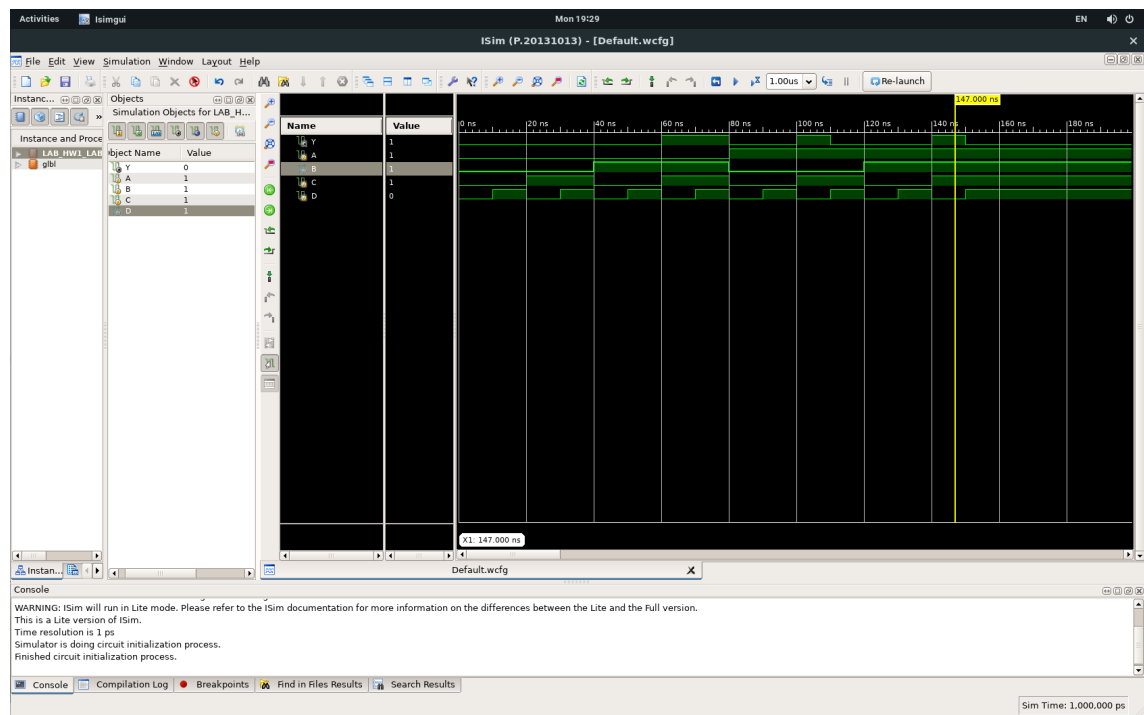 Activities Isimgui Mon 19:29 EN
ISim (P.20131013) - [Default.wcfg]
File Edit View Simulation Window Layout Help
1.00us Re-launch
Instanc...
Objects
Simulation Objects for LAB_H...
Instance and Proce
LAB_HW1_LAB
glbl
bject Name Value
Y 0
A 1
B 1
C 1
D 1
Name Value
Y 1
A 1
B 1
C 1
D 0
147.000 ns
0 ns 20 ns 40 ns 60 ns 80 ns 100 ns 120 ns 140 ns 160 ns 180 ns
X1: 147.000 ns
Instan...
Default.wcfg
Console
WARNING: ISim will run in Lite mode. Please refer to the ISim documentation for more information on the differences between the Lite and the Full version.
This is a Lite version of ISim.
Time resolution is 1 ps
Simulator is doing circuit initialization process.
Finished circuit initialization process.
Console Compilation Log Breakpoints Find in Files Results Search Results
Sim Time: 1,000,000 ps